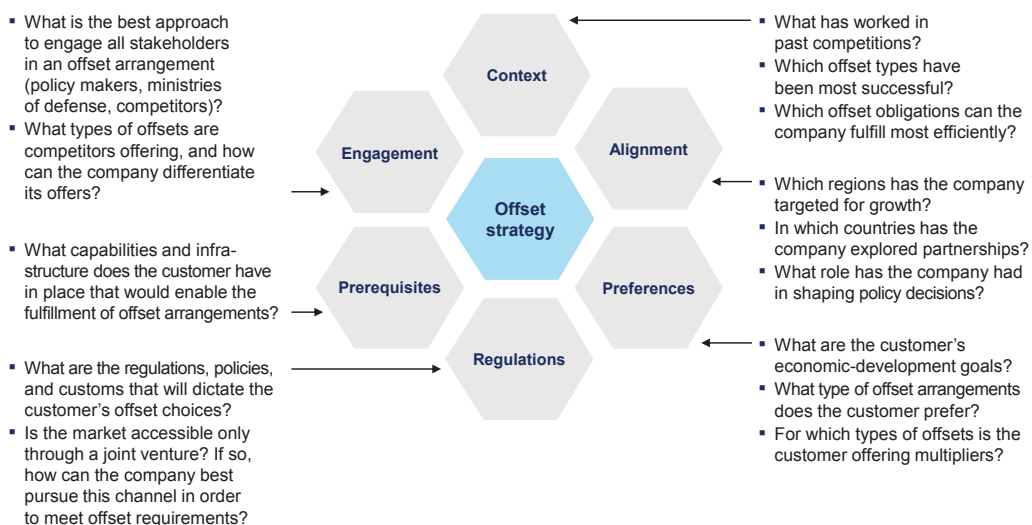 ▪ What is the best approach
to engage all stakeholders
in an offset arrangement
(policy makers, ministries
of defense, competitors)?
▪ What types of offsets are
competitors offering, and how
can the company differentiate
its offers?
▪ What capabilities and infra-
structure does the customer have
in place that would enable the
fulfillment of offset arrangements?
▪ What are the regulations, policies,
and customs that will dictate the
customer’s offset choices?
▪ Is the market accessible only
through a joint venture? If so,
how can the company best
pursue this channel in order
to meet offset requirements?
Context
Engagement
Alignment
Offset
strategy
Prerequisites
Preferences
Regulations
▪ What has worked in
past competitions?
▪ Which offset types have
been most successful?
▪ Which offset obligations can the
company fulfill most efficiently?
▪ Which regions has the company
targeted for growth?
▪ In which countries has the
company explored partnerships?
▪ What role has the company had
in shaping policy decisions?
▪ What are the customer’s
economic-development goals?
▪ What type of offset arrangements
does the customer prefer?
▪ For which types of offsets is the
customer offering multipliers?